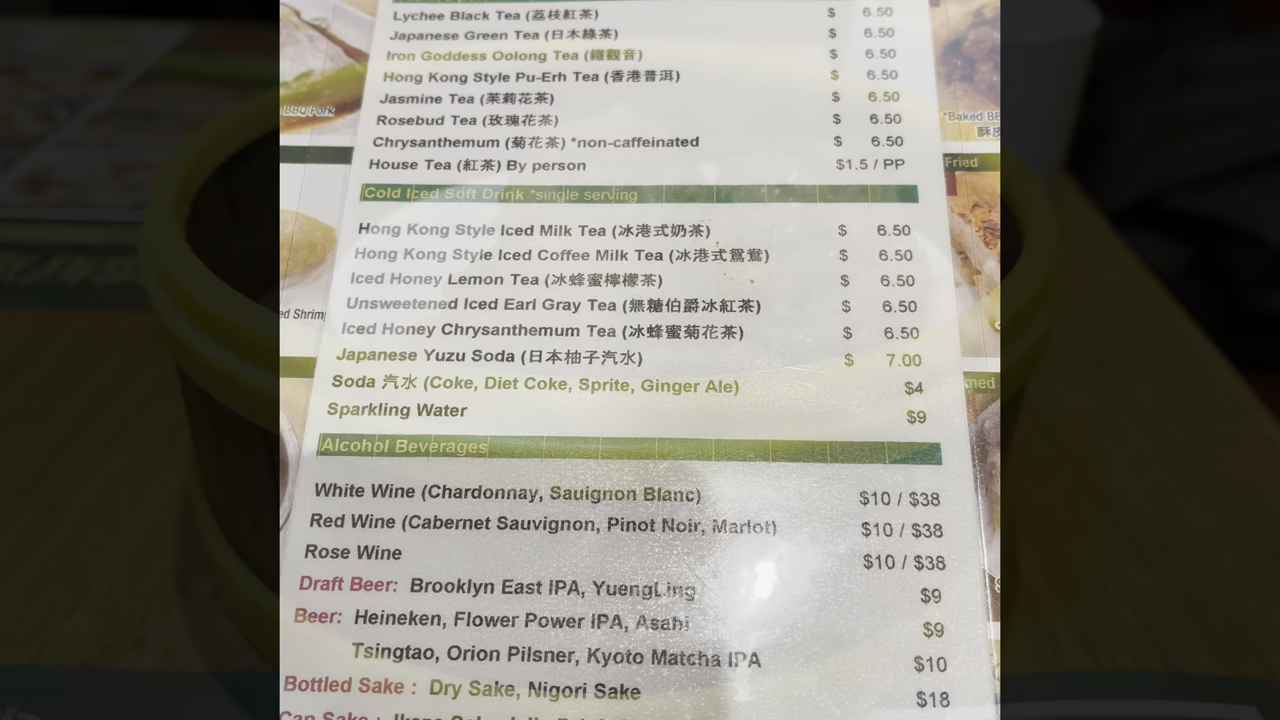 Lychee Black Tea (荔枝紅茶) $ 6.50
Japanese Green Tea (日本綠茶) $ 6.50
Iron Goddess Oolong Tea (鐵觀音) $ 6.50
Hong Kong Style Pu-Erh Tea (香港普洱) $ 6.50
Jasmine Tea (茉莉花茶) $ 6.50
Rosebud Tea (玫瑰花茶) $ 6.50
Chrysanthemum (菊花茶) *non-caffeinated $ 6.50
House Tea (紅茶) By person $1.5 / PP
Cold Iced Soft Drink *single serving
Hong Kong Style Iced Milk Tea (冰港式奶茶) $ 6.50
Hong Kong Style Iced Coffee Milk Tea (冰港式鴛鴦) $ 6.50
Iced Honey Lemon Tea (冰蜂蜜檸檬茶) $ 6.50
Unsweetened Iced Earl Gray Tea (無糖伯爵冰紅茶) $ 6.50
Iced Honey Chrysanthemum Tea (冰蜂蜜菊花茶) $ 6.50
Japanese Yuzu Soda (日本柚子汽水) $ 7.00
Soda 汽水 (Coke, Diet Coke, Sprite, Ginger Ale) $4
Sparkling Water $9
Alcohol Beverages
White Wine (Chardonnay, Sauignon Blanc) $10 / $38
Red Wine (Cabernet Sauvignon, Pinot Noir, Marlot) $10 / $38
Rose Wine $10 / $38
Draft Beer: Brooklyn East IPA, YuengLing $9
Beer: Heineken, Flower Power IPA, Asahi $9
Tsingtao, Orion Pilsner, Kyoto Matcha IPA $10
Bottled Sake : Dry Sake, Nigori Sake $18
Can Sake :
BBQ Pork
ed Shrim
*Baked BB
Fried
med